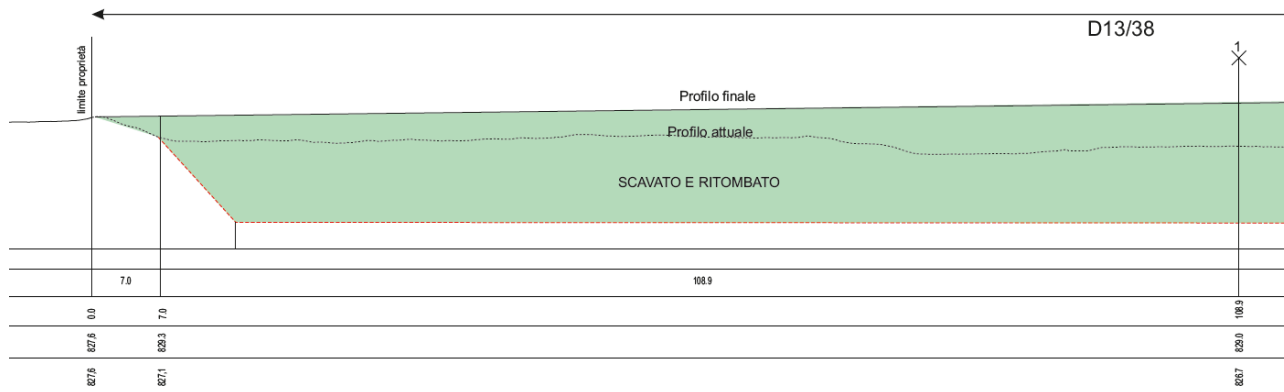 D13/38
1
limite proprietà
Profilo finale
Profilo attuale
SCAVATO E RITOMBATO
7.0 108.9
0.0 7.0 108.9
827,6 829.3 829.0
827,6 827,1 826.7